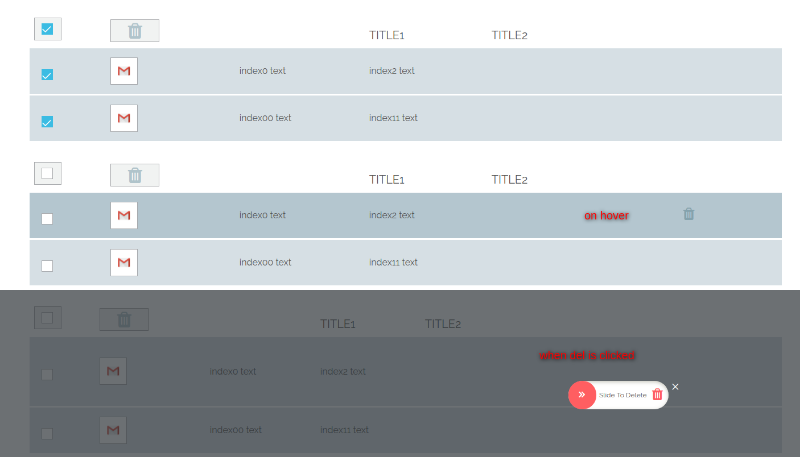 TITLE1 TITLE2
index0 text index2 text
index00 text index11 text
TITLE1 TITLE2
index0 text index2 text on hover
index00 text index11 text
TITLE1 TITLE2
when del is clicked
index0 text index2 text
» Slide To Delete ×
index00 text index11 text